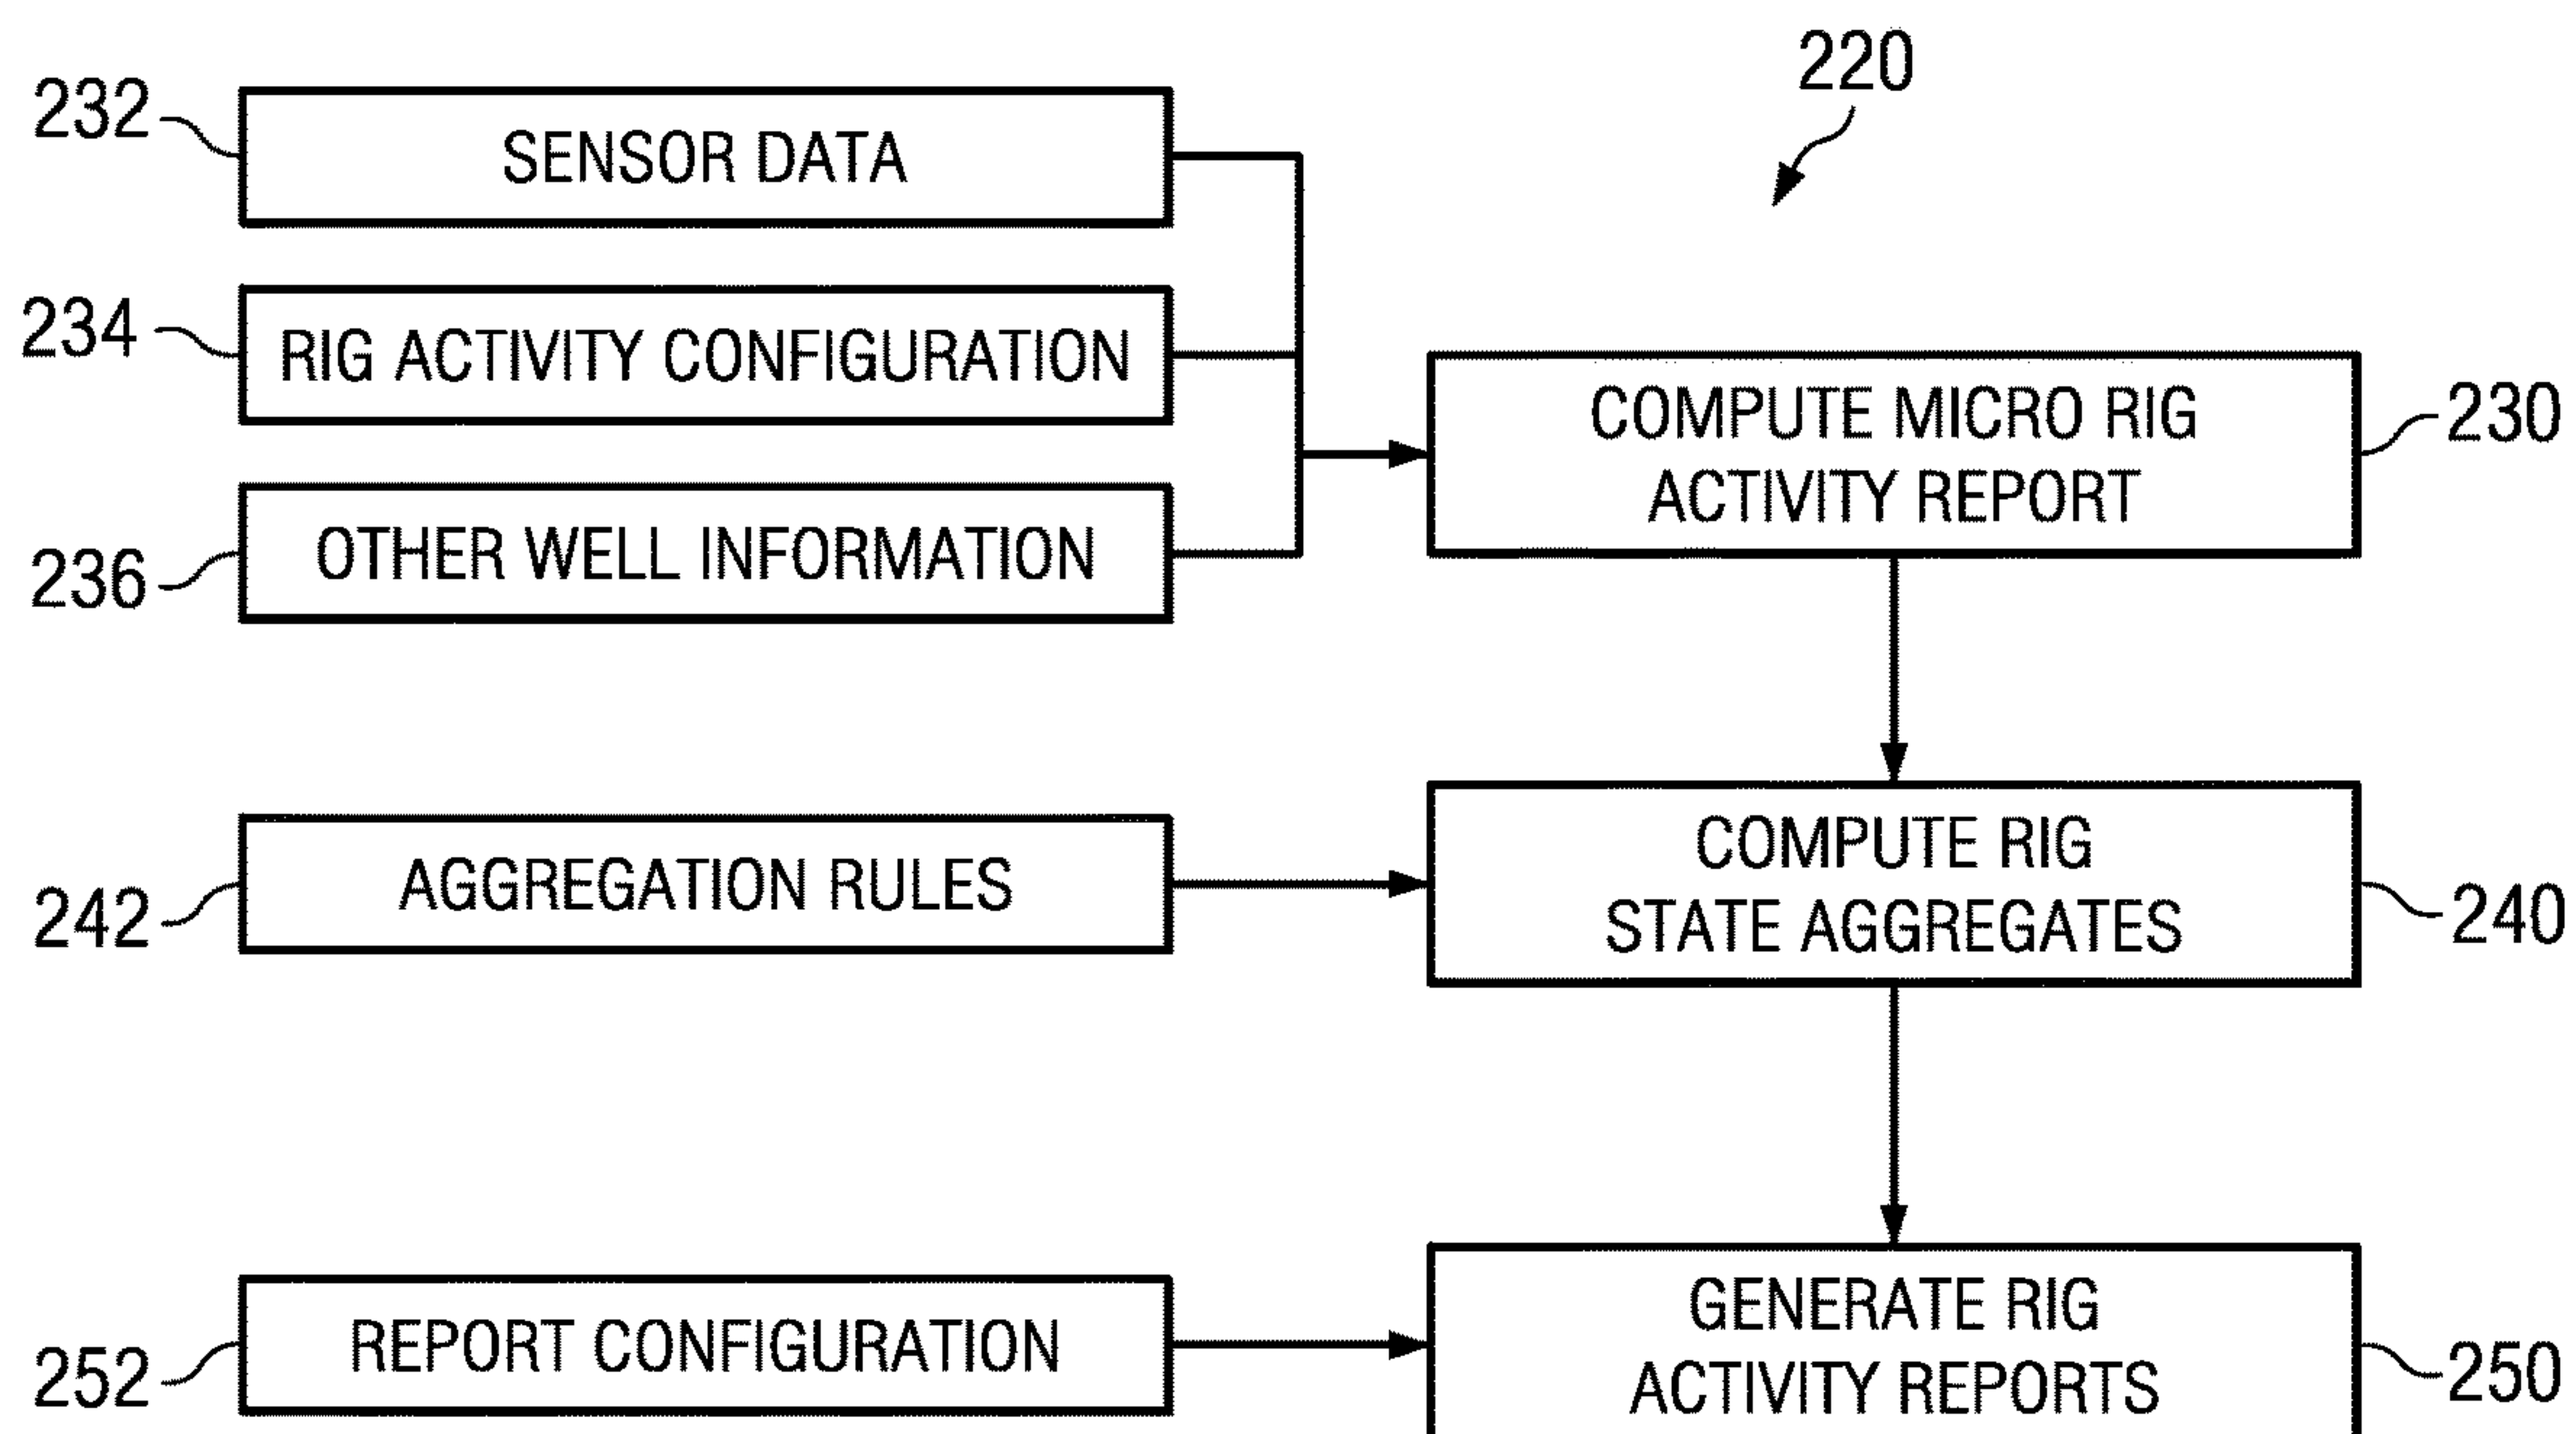 220
232
SENSOR DATA
234
RIG ACTIVITY CONFIGURATION
236
OTHER WELL INFORMATION
COMPUTE MICRO RIG
ACTIVITY REPORT
230
242
AGGREGATION RULES
COMPUTE RIG
STATE AGGREGATES
240
252
REPORT CONFIGURATION
GENERATE RIG
ACTIVITY REPORTS
250